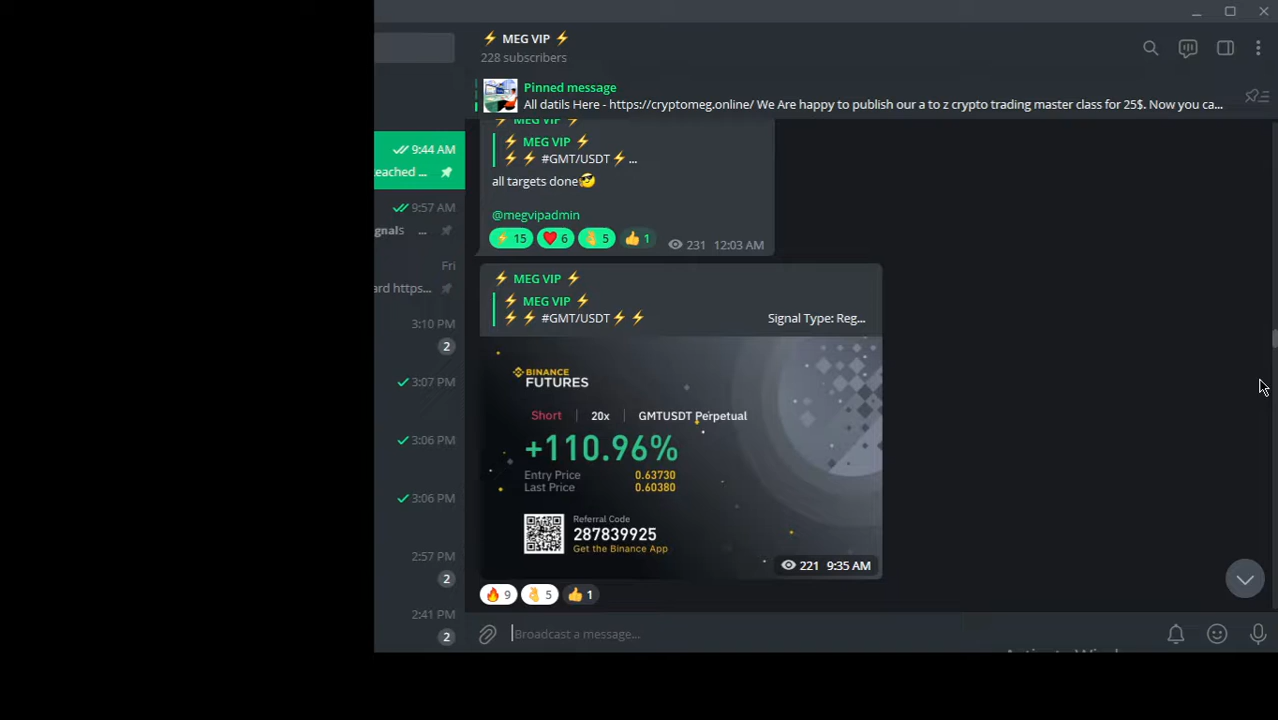 ⚡ MEG VIP ⚡
228 subscribers
Pinned message
All datils Here - https://cryptomeg.online/ We Are happy to publish our a to z crypto trading master class for 25$. Now you ca...
9:44 AM
eached ...
9:57 AM
gnals ...
Fri
ard https...
3:10 PM
2
3:07 PM
3:06 PM
3:06 PM
2:57 PM
2
2:41 PM
2
⚡ MEG VIP ⚡
⚡ MEG VIP ⚡
⚡ ⚡ #GMT/USDT ⚡...
all targets done😎
@megvipadmin
⚡ 15 ❤️ 6 👌 5 👍 1 231 12:03 AM
⚡ MEG VIP ⚡
⚡ MEG VIP ⚡
⚡ ⚡ #GMT/USDT ⚡ ⚡ Signal Type: Reg...
BINANCE
FUTURES
Short | 20x | GMTUSDT Perpetual
+110.96%
Entry Price 0.63730
Last Price 0.60380
Referral Code
287839925
Get the Binance App
221 9:35 AM
🔥 9 👌 5 👍 1
Broadcast a message...